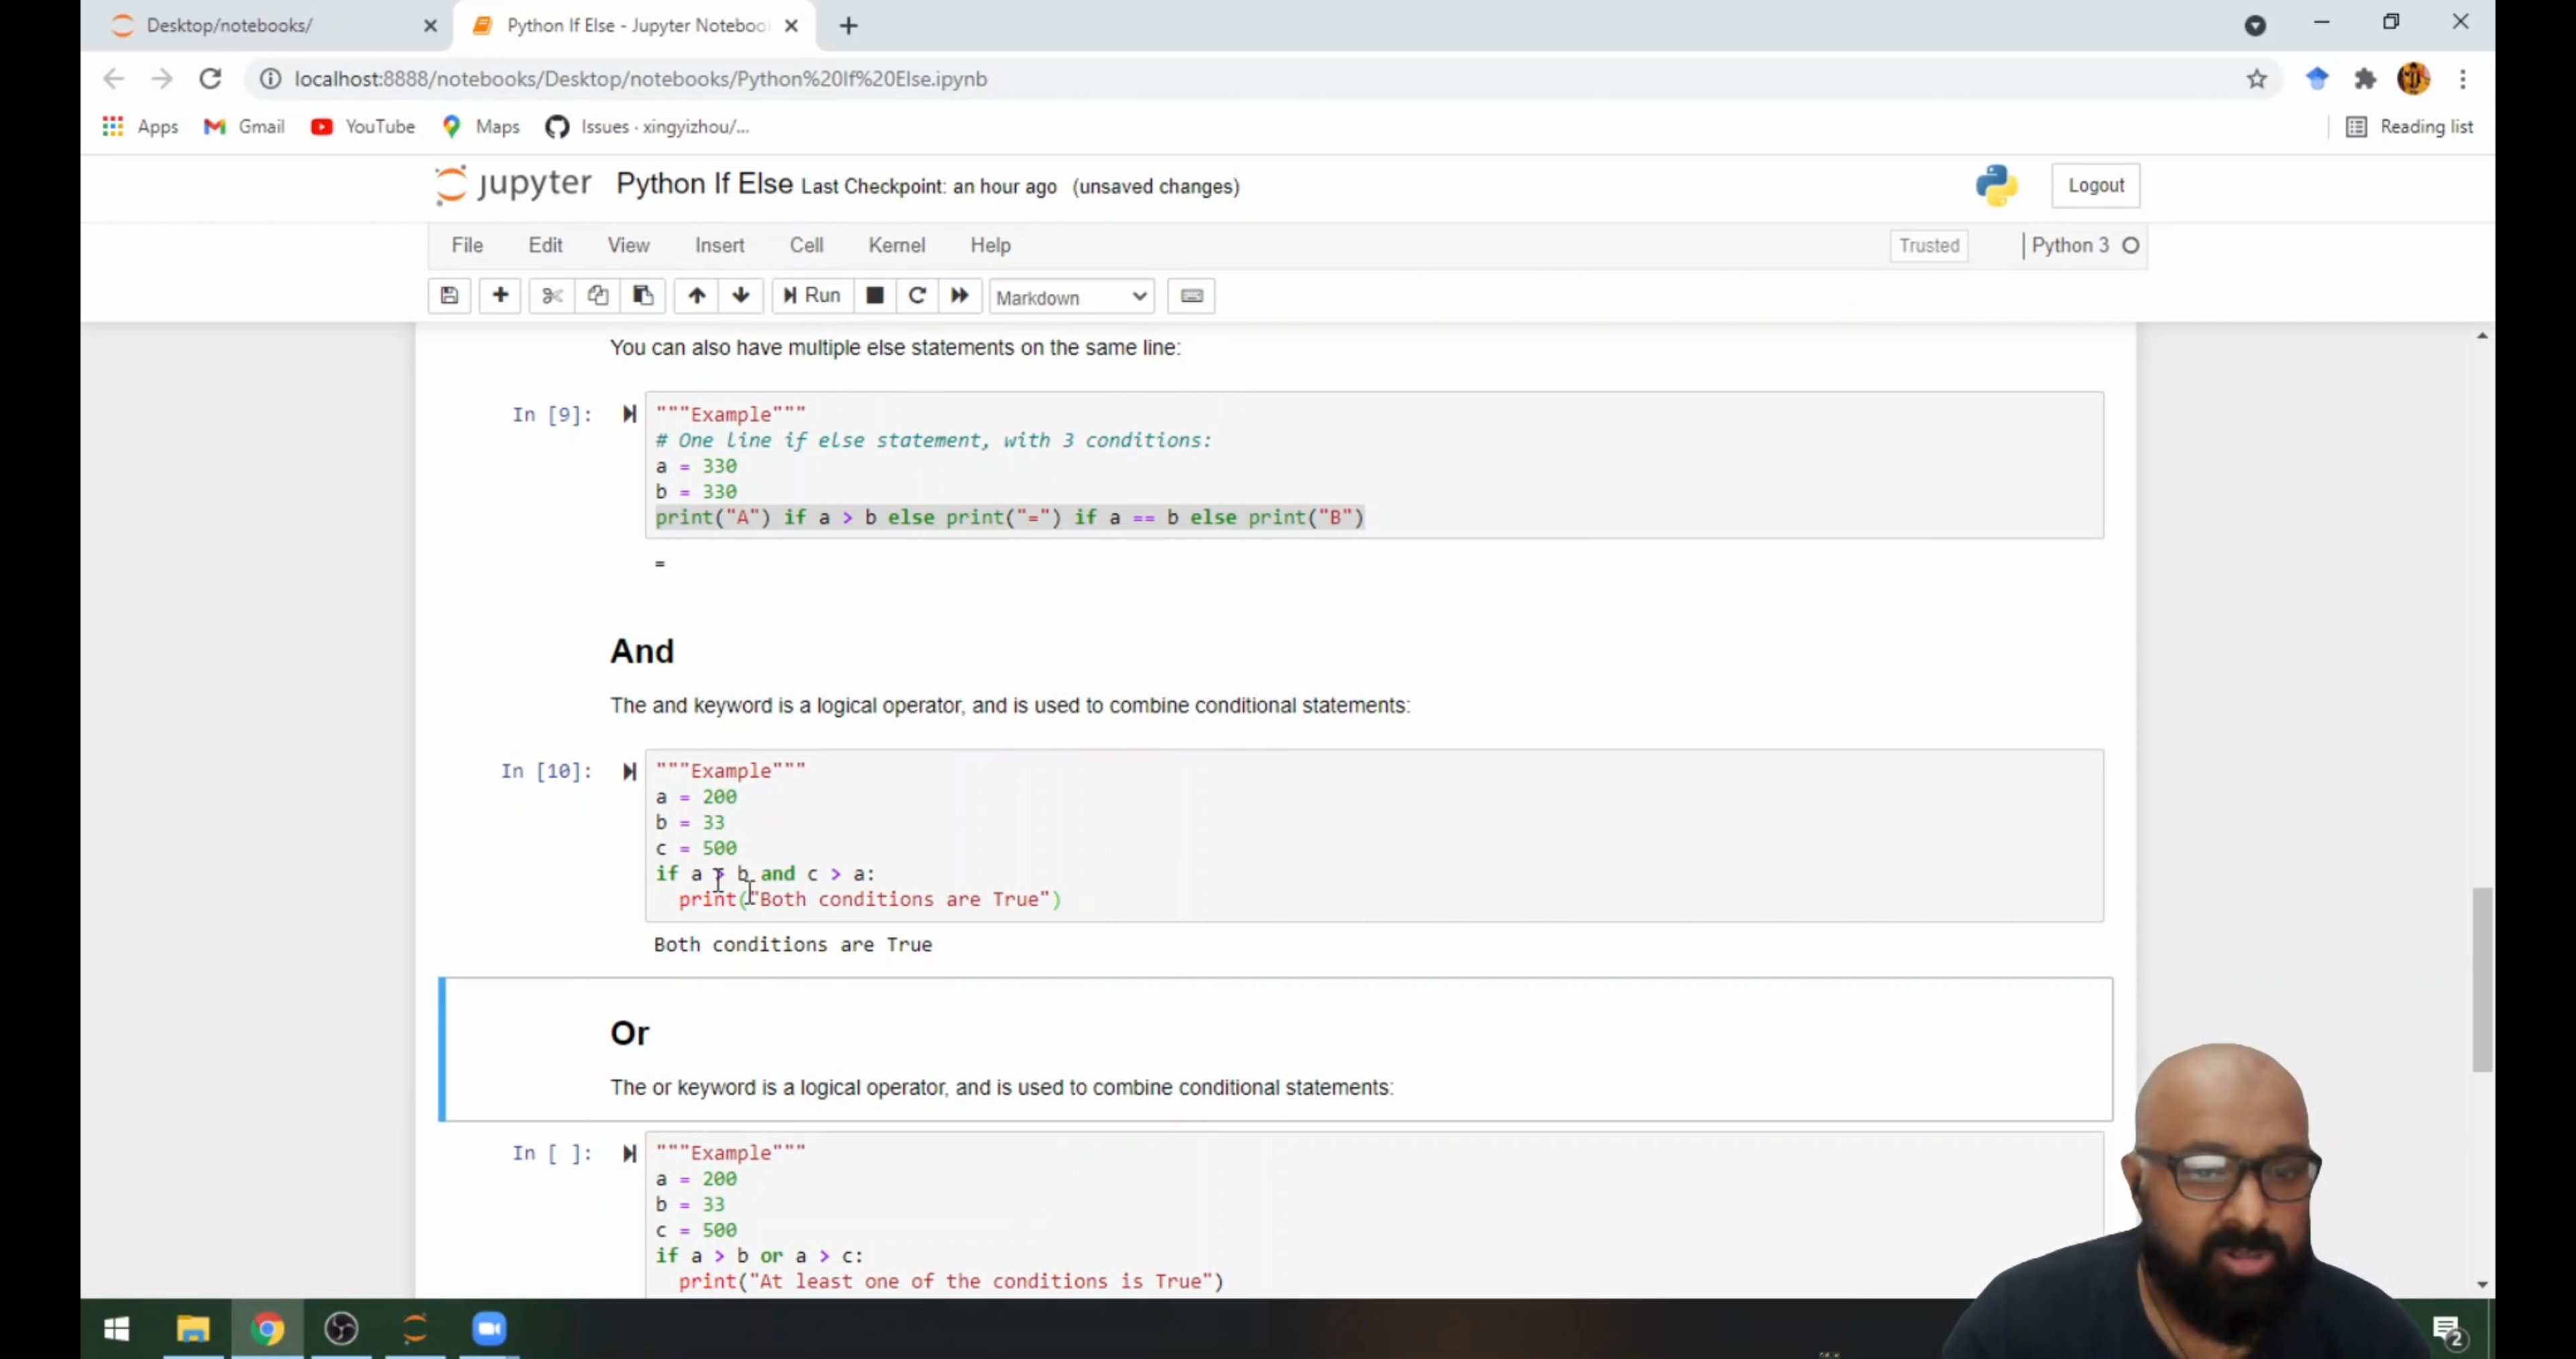 Desktop/notebooks/
Python If Else - Jupyter Noteboo
localhost:8888/notebooks/Desktop/notebooks/Python%20If%20Else.ipynb
Apps Gmail YouTube Maps Issues · xingyizhou/... Reading list
jupyter Python If Else Last Checkpoint: an hour ago (unsaved changes) Logout
File Edit View Insert Cell Kernel Help Trusted Python 3
Run Markdown
You can also have multiple else statements on the same line:
In [9]: """Example"""
# One line if else statement, with 3 conditions:
a = 330
b = 330
print("A") if a > b else print("=") if a == b else print("B")
=
And
The and keyword is a logical operator, and is used to combine conditional statements:
In [10]: """Example"""
a = 200
b = 33
c = 500
if a > b and c > a:
print("Both conditions are True")
Both conditions are True
Or
The or keyword is a logical operator, and is used to combine conditional statements:
In [ ]: """Example"""
a = 200
b = 33
c = 500
if a > b or a > c:
print("At least one of the conditions is True")
2